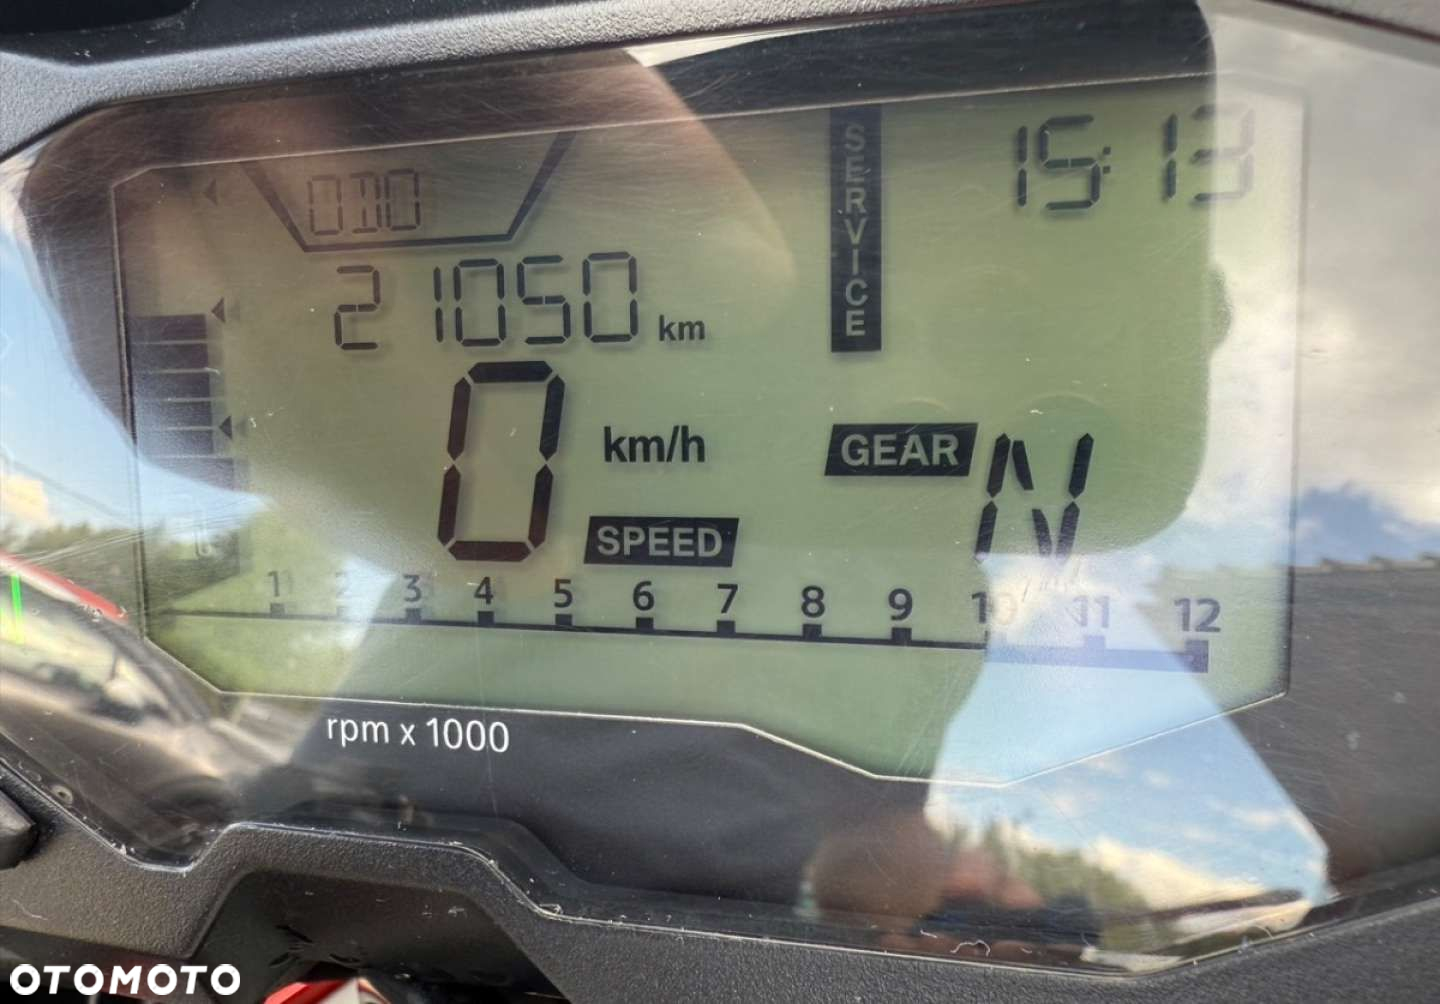 ODO
SERVICE
15:13
21050 km
0 km/h
GEAR N
SPEED
1 2 3 4 5 6 7 8 9 10 11 12
rpm x 1000
OTOMOTO